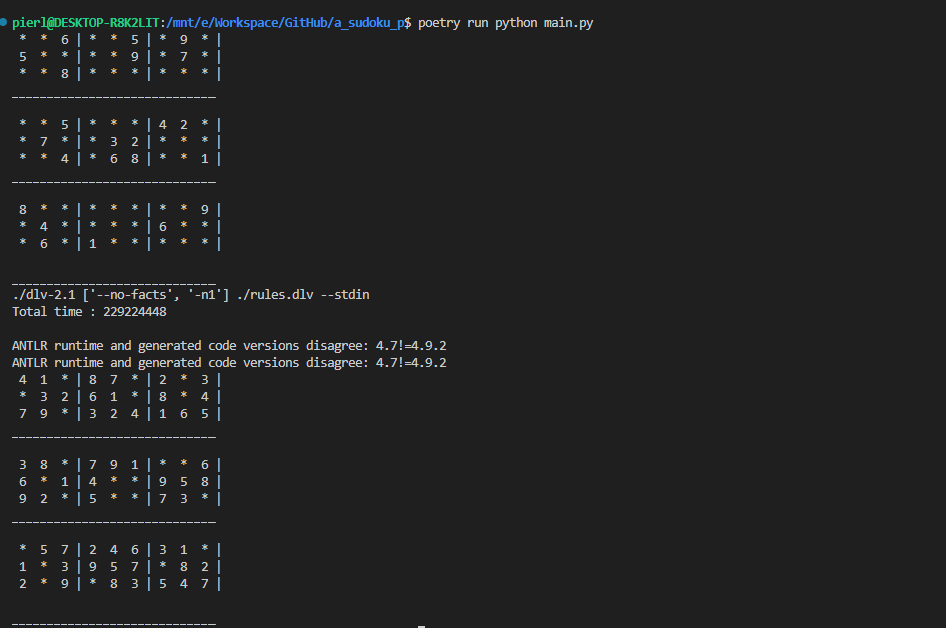 pierl@DESKTOP-R8K2LIT:/mnt/e/Workspace/GitHub/a_sudoku_p$ poetry run python main.py
* * 6 | * * 5 | * 9 * |
5 * * | * * 9 | * 7 * |
* * 8 | * * * | * * * |
_____________________________
* * 5 | * * * | 4 2 * |
* 7 * | * 3 2 | * * * |
* * 4 | * 6 8 | * * 1 |
_____________________________
8 * * | * * * | * * 9 |
* 4 * | * * * | 6 * * |
* 6 * | 1 * * | * * * |
_____________________________
./dlv-2.1 ['--no-facts', '-n1'] ./rules.dlv --stdin
Total time : 229224448
ANTLR runtime and generated code versions disagree: 4.7!=4.9.2
ANTLR runtime and generated code versions disagree: 4.7!=4.9.2
4 1 * | 8 7 * | 2 * 3 |
* 3 2 | 6 1 * | 8 * 4 |
7 9 * | 3 2 4 | 1 6 5 |
_____________________________
3 8 * | 7 9 1 | * * 6 |
6 * 1 | 4 * * | 9 5 8 |
9 2 * | 5 * * | 7 3 * |
_____________________________
* 5 7 | 2 4 6 | 3 1 * |
1 * 3 | 9 5 7 | * 8 2 |
2 * 9 | * 8 3 | 5 4 7 |
_____________________________